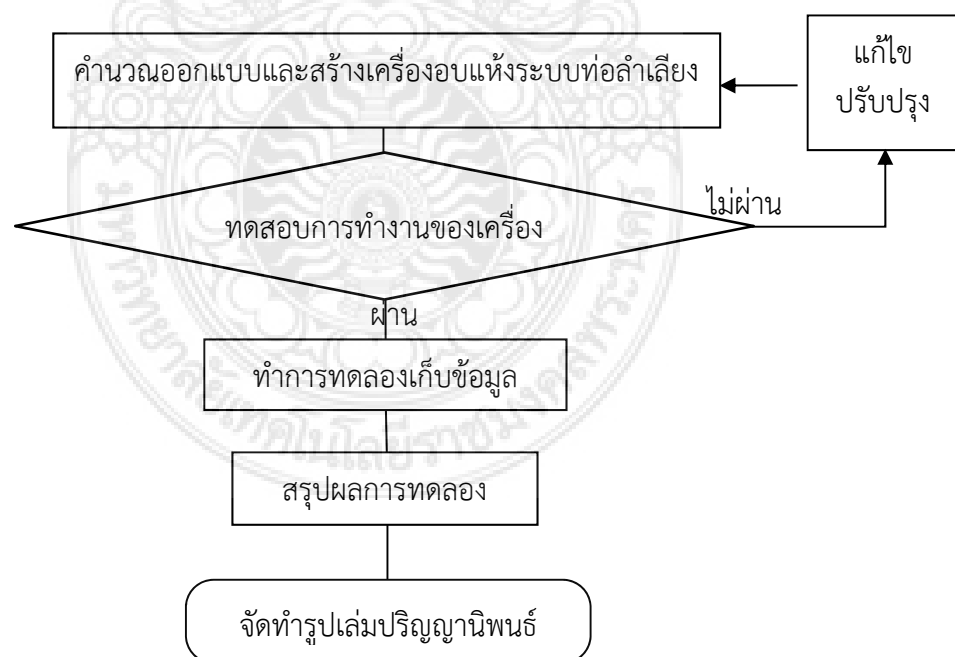 คำนวณออกแบบและสร้างเครื่องอบแห้งระบบท่อลำเลียง
แก้ไข
ปรับปรุง
ทดสอบการทำงานของเครื่อง
ไม่ผ่าน
ผ่าน
ทำการทดลองเก็บข้อมูล
สรุปผลการทดลอง
จัดทำรูปเล่มปริญญานิพนธ์